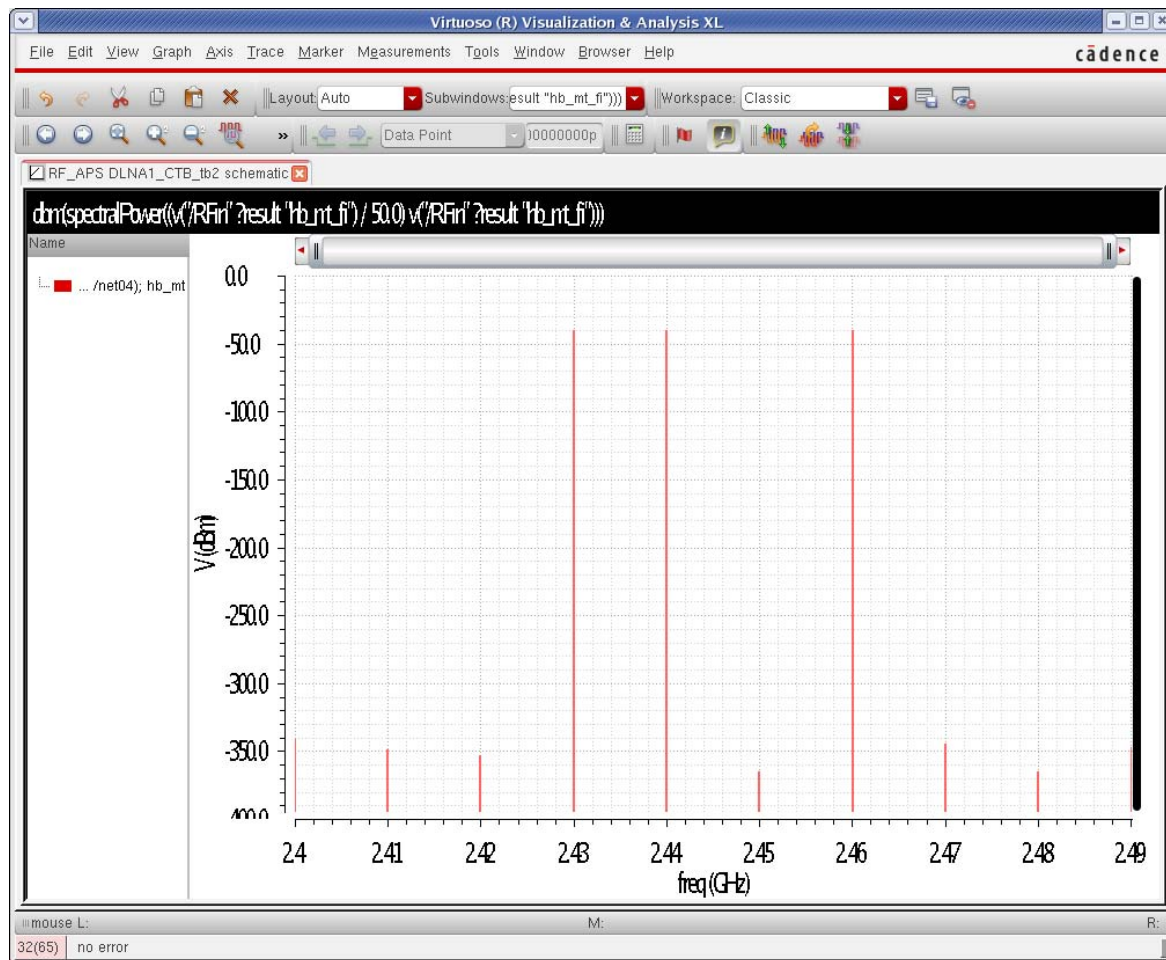 Virtuoso (R) Visualization & Analysis XL
File Edit View Graph Axis Trace Marker Measurements Tools Window Browser Help
cādence
Layout: Auto Subwindows: esult "hb_mt_fi"))) Workspace: Classic
» Data Point 00000000p
RF_APS DLNA1_CTB_tb2 schematic
dbm(spectralPower((v("/RFin" ?result "hb_mt_fi") / 50.0) v("/RFin" ?result "hb_mt_fi")))
Name
... /net04); hb_mt
0.0
-50.0
-100.0
-150.0
-200.0
-250.0
-300.0
-350.0
-400.0
V (dBm)
2.4 2.41 2.42 2.43 2.44 2.45 2.46 2.47 2.48 2.49
freq (GHz)
mouse L: M: R:
32(65) no error